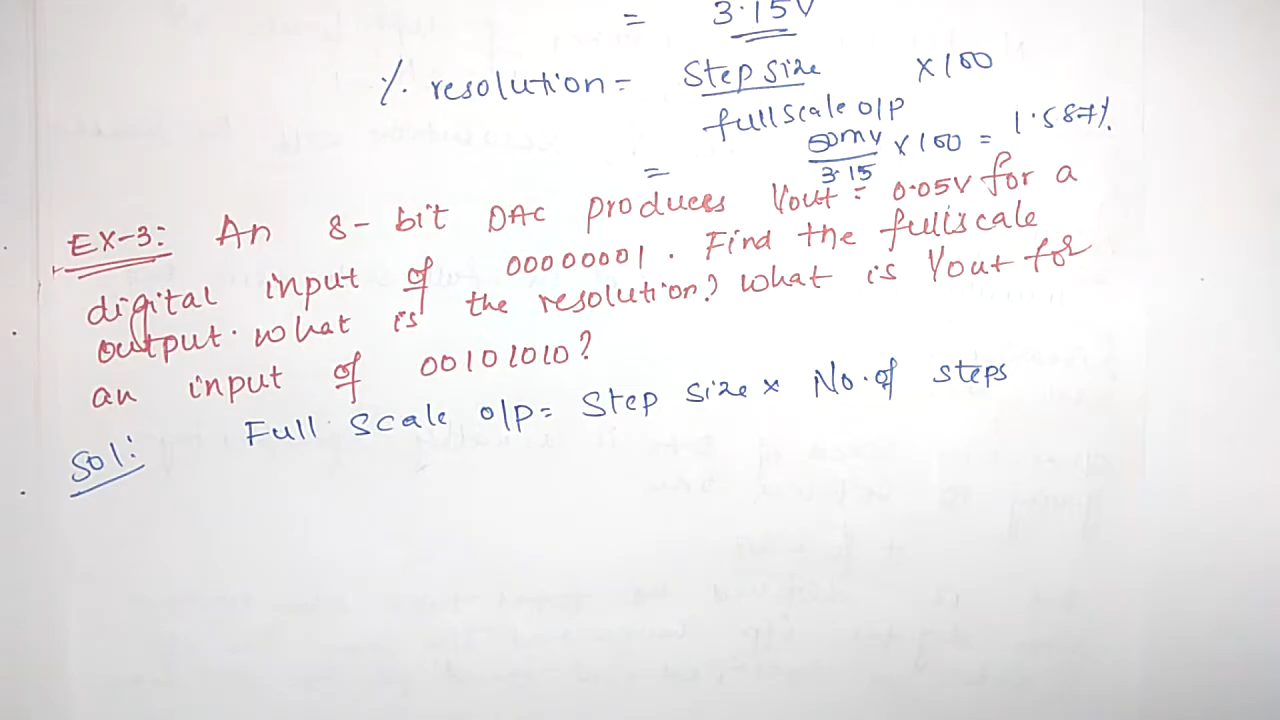 = 3.15V
% resolution = Step size / fullscale o/p × 100
= 50mv / 3.15 × 100 = 1.587%
Ex-3: An 8-bit DAC produces Vout = 0.05V for a
digital input of 00000001. Find the fullscale
output. what is the resolution? what is Vout for
an input of 00101010?
Sol: Full scale o/p = Step size × No. of steps